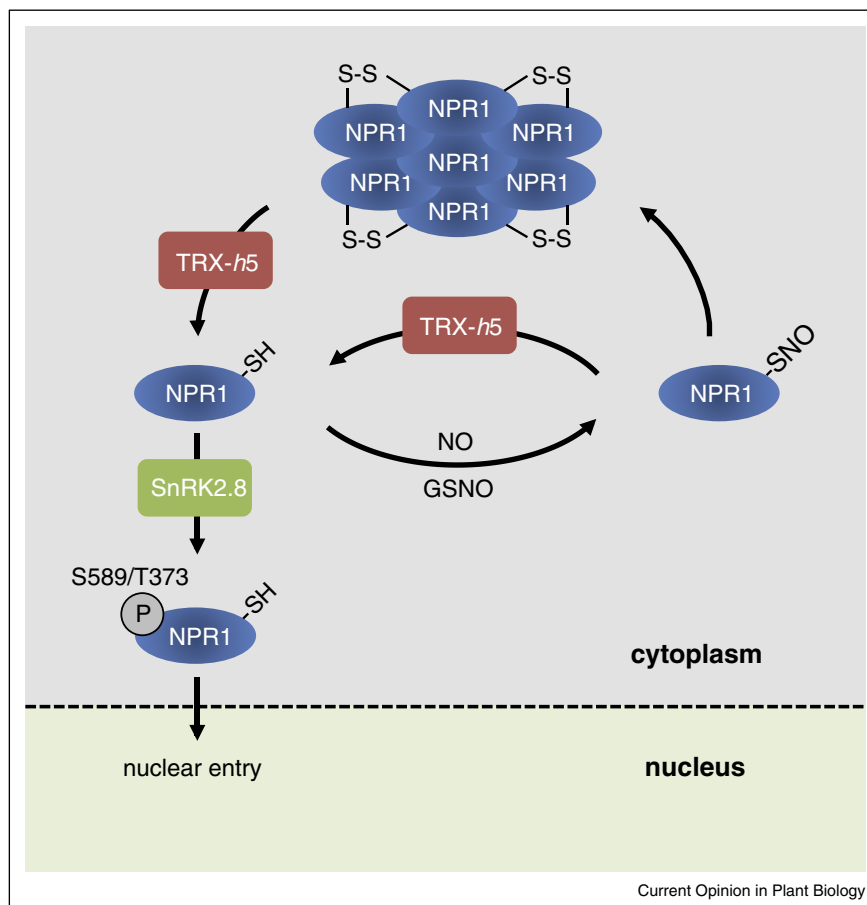 S-S
S-S
NPR1
NPR1
NPR1
NPR1
NPR1
NPR1
NPR1
S-S
S-S
TRX-h5
TRX-h5
-SH
NPR1
-SNO
NPR1
NO
GSNO
SnRK2.8
S589/T373
P
-SH
NPR1
cytoplasm
nuclear entry
nucleus
Current Opinion in Plant Biology